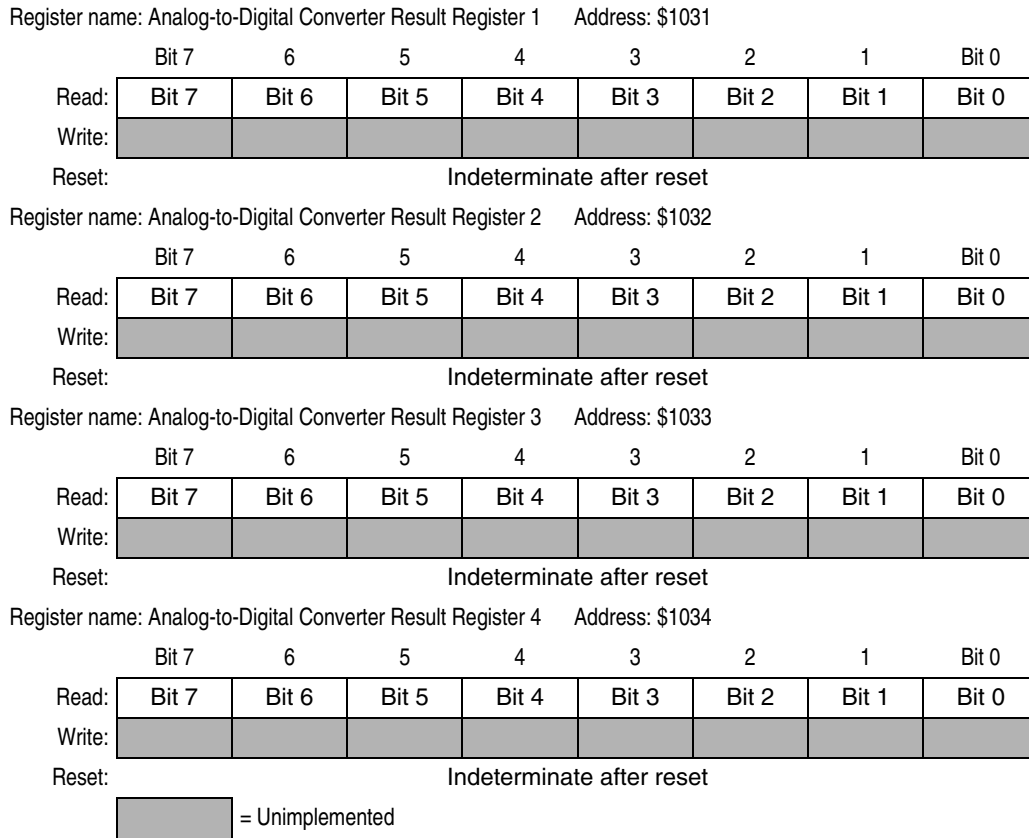 Register name: Analog-to-Digital Converter Result Register 1 Address: $1031
Bit 7 6 5 4 3 2 1 Bit 0
Read: Bit 7 Bit 6 Bit 5 Bit 4 Bit 3 Bit 2 Bit 1 Bit 0
Write:
Reset: Indeterminate after reset
Register name: Analog-to-Digital Converter Result Register 2 Address: $1032
Bit 7 6 5 4 3 2 1 Bit 0
Read: Bit 7 Bit 6 Bit 5 Bit 4 Bit 3 Bit 2 Bit 1 Bit 0
Write:
Reset: Indeterminate after reset
Register name: Analog-to-Digital Converter Result Register 3 Address: $1033
Bit 7 6 5 4 3 2 1 Bit 0
Read: Bit 7 Bit 6 Bit 5 Bit 4 Bit 3 Bit 2 Bit 1 Bit 0
Write:
Reset: Indeterminate after reset
Register name: Analog-to-Digital Converter Result Register 4 Address: $1034
Bit 7 6 5 4 3 2 1 Bit 0
Read: Bit 7 Bit 6 Bit 5 Bit 4 Bit 3 Bit 2 Bit 1 Bit 0
Write:
Reset: Indeterminate after reset
= Unimplemented